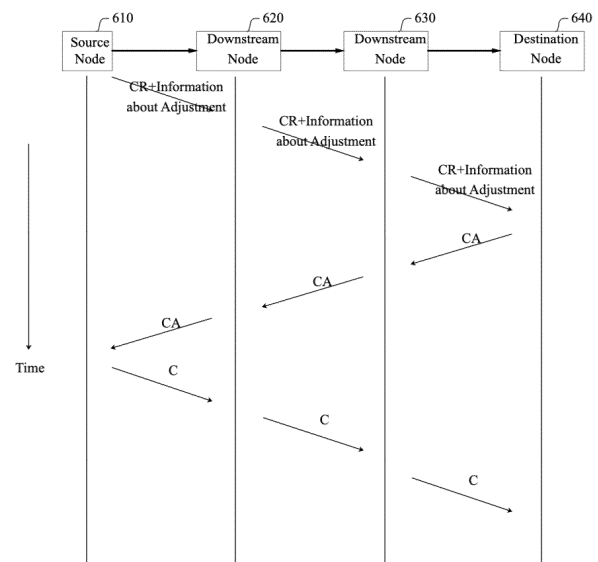 610
620
630
640
Source
Node
Downstream
Node
Downstream
Node
Destination
Node
CR+Information
about Adjustment
CR+Information
about Adjustment
CR+Information
about Adjustment
CA
CA
CA
Time
C
C
C